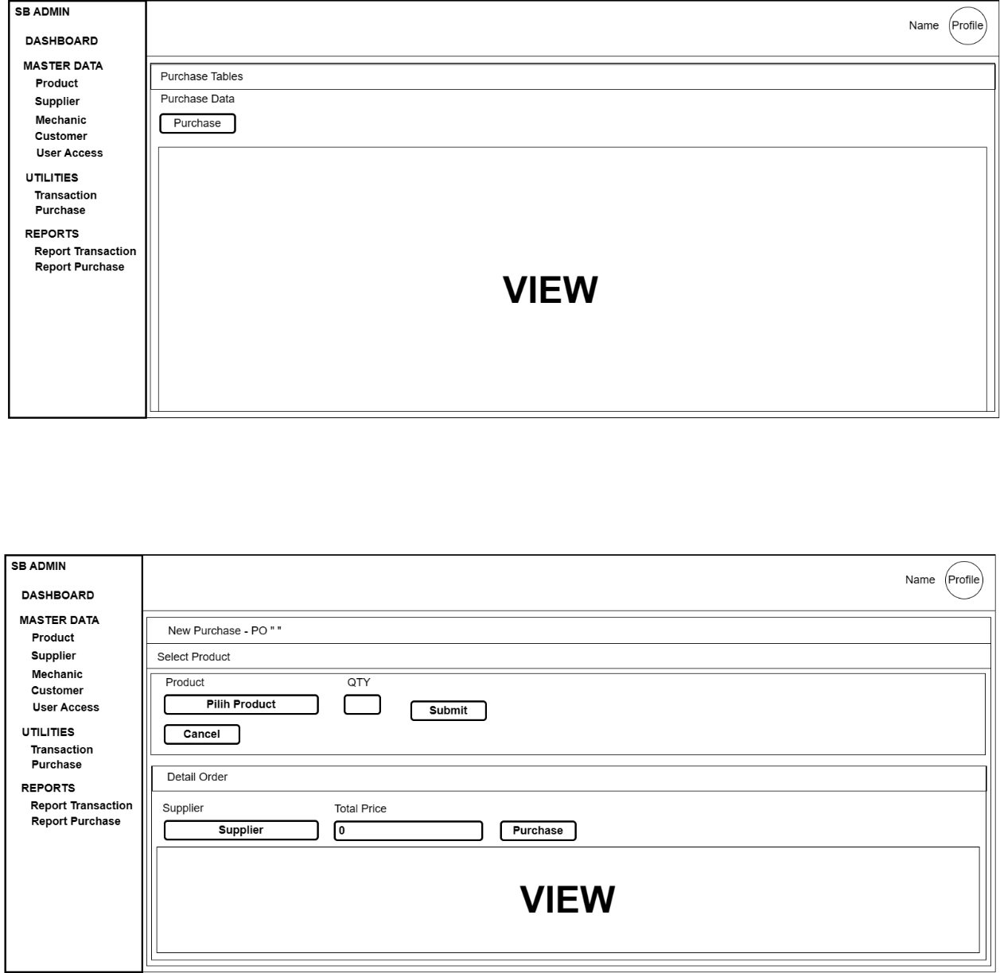 SB ADMIN
Name Profile
DASHBOARD
MASTER DATA
Product
Supplier
Mechanic
Customer
User Access
UTILITIES
Transaction
Purchase
REPORTS
Report Transaction
Report Purchase
Purchase Tables
Purchase Data
Purchase
VIEW
SB ADMIN
Name Profile
DASHBOARD
MASTER DATA
Product
Supplier
Mechanic
Customer
User Access
UTILITIES
Transaction
Purchase
REPORTS
Report Transaction
Report Purchase
New Purchase - PO " "
Select Product
Product QTY
Pilih Product Submit
Cancel
Detail Order
Supplier Total Price
Supplier 0 Purchase
VIEW